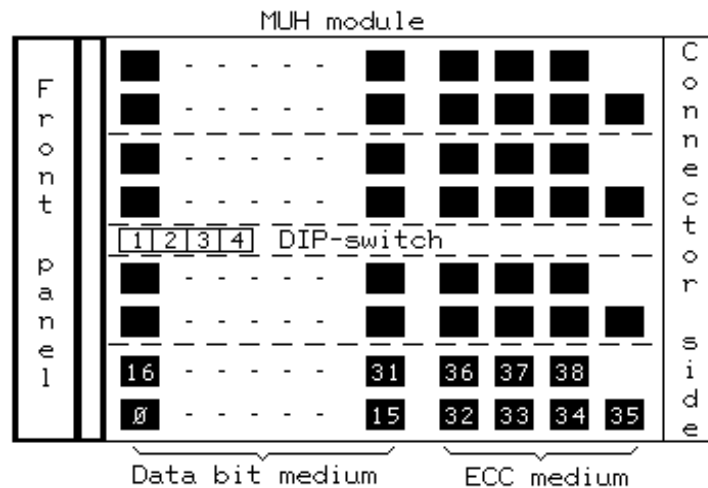 MUH module
Front panel
1 2 3 4 DIP-switch
Connector side
16 - - - - - 31 36 37 38
Ø - - - - - 15 32 33 34 35
Data bit medium ECC medium